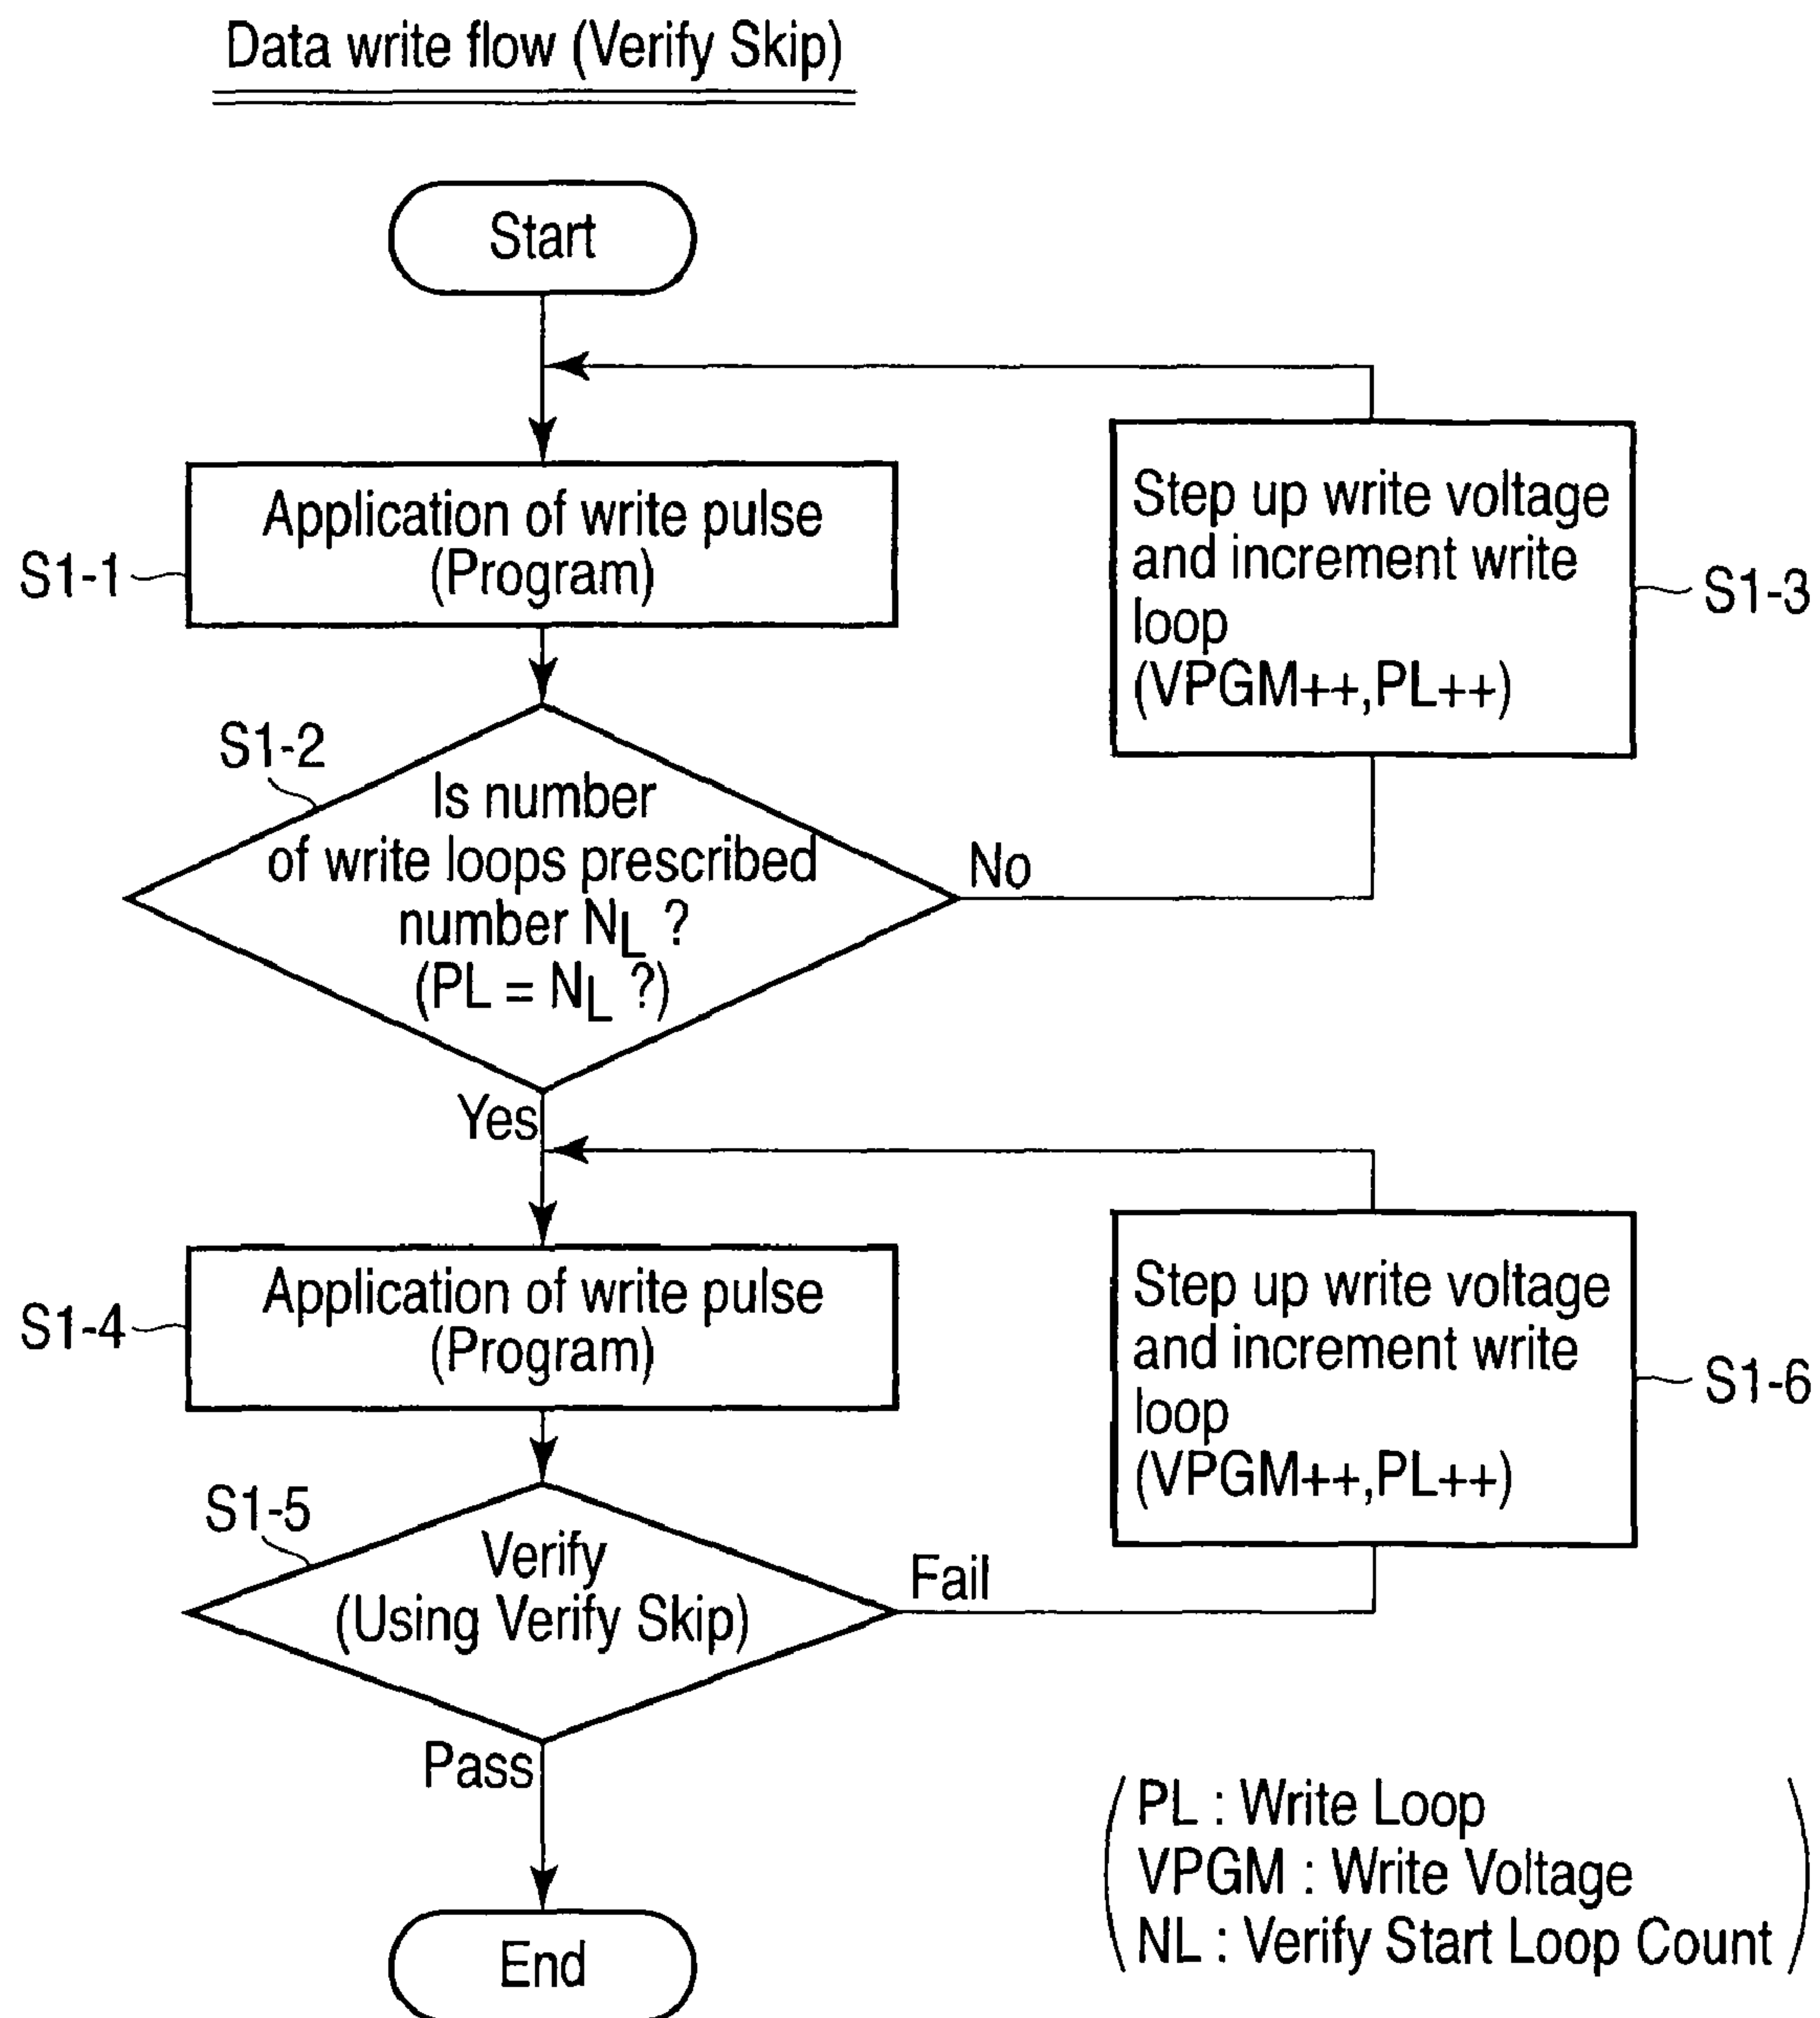 Data write flow (Verify Skip)
Start
Application of write pulse
(Program)
S1-1
Step up write voltage
and increment write
loop
(VPGM++,PL++)
S1-3
S1-2
Is number
of write loops prescribed
number NL ?
(PL = NL ?)
No
Yes
Application of write pulse
(Program)
S1-4
Step up write voltage
and increment write
loop
(VPGM++,PL++)
S1-6
S1-5
Verify
(Using Verify Skip)
Fail
Pass
End
PL : Write Loop
VPGM : Write Voltage
NL : Verify Start Loop Count